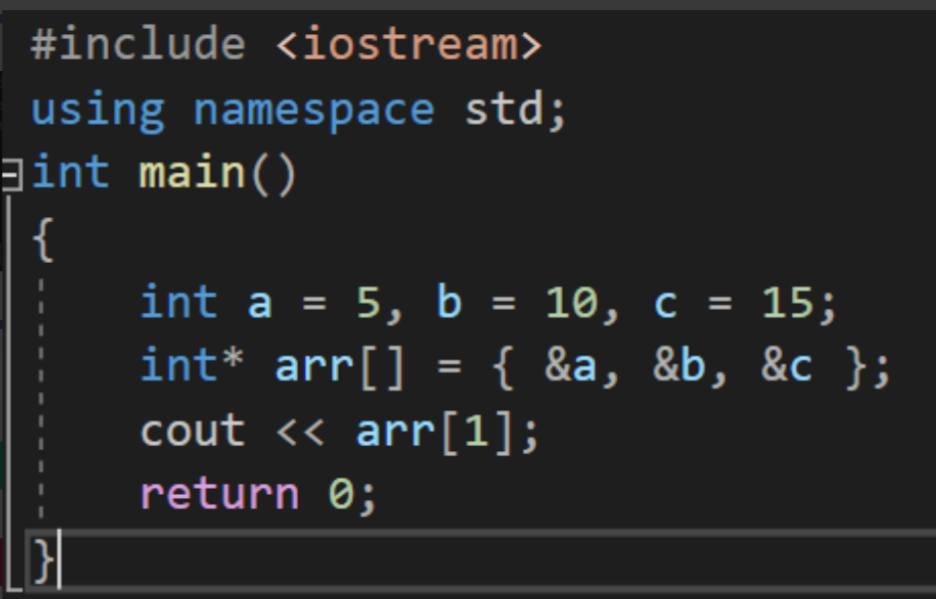 #include <iostream>
using namespace std;
int main()
{
    int a = 5, b = 10, c = 15;
    int* arr[] = { &a, &b, &c };
    cout << arr[1];
    return 0;
}